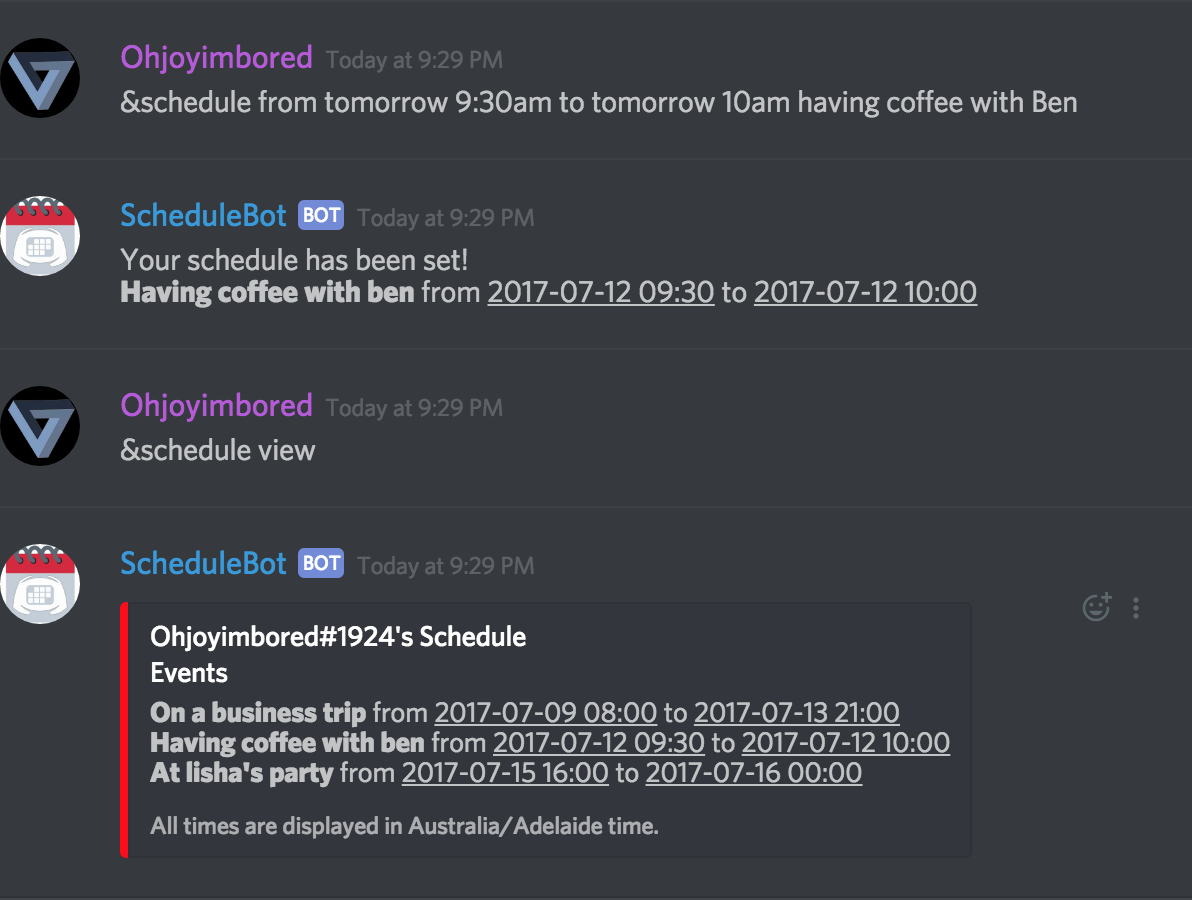 Ohjoyimbored Today at 9:29 PM
&schedule from tomorrow 9:30am to tomorrow 10am having coffee with Ben
ScheduleBot BOT Today at 9:29 PM
Your schedule has been set!
Having coffee with ben from 2017-07-12 09:30 to 2017-07-12 10:00
Ohjoyimbored Today at 9:29 PM
&schedule view
ScheduleBot BOT Today at 9:29 PM
Ohjoyimbored#1924's Schedule
Events
On a business trip from 2017-07-09 08:00 to 2017-07-13 21:00
Having coffee with ben from 2017-07-12 09:30 to 2017-07-12 10:00
At lisha's party from 2017-07-15 16:00 to 2017-07-16 00:00
All times are displayed in Australia/Adelaide time.